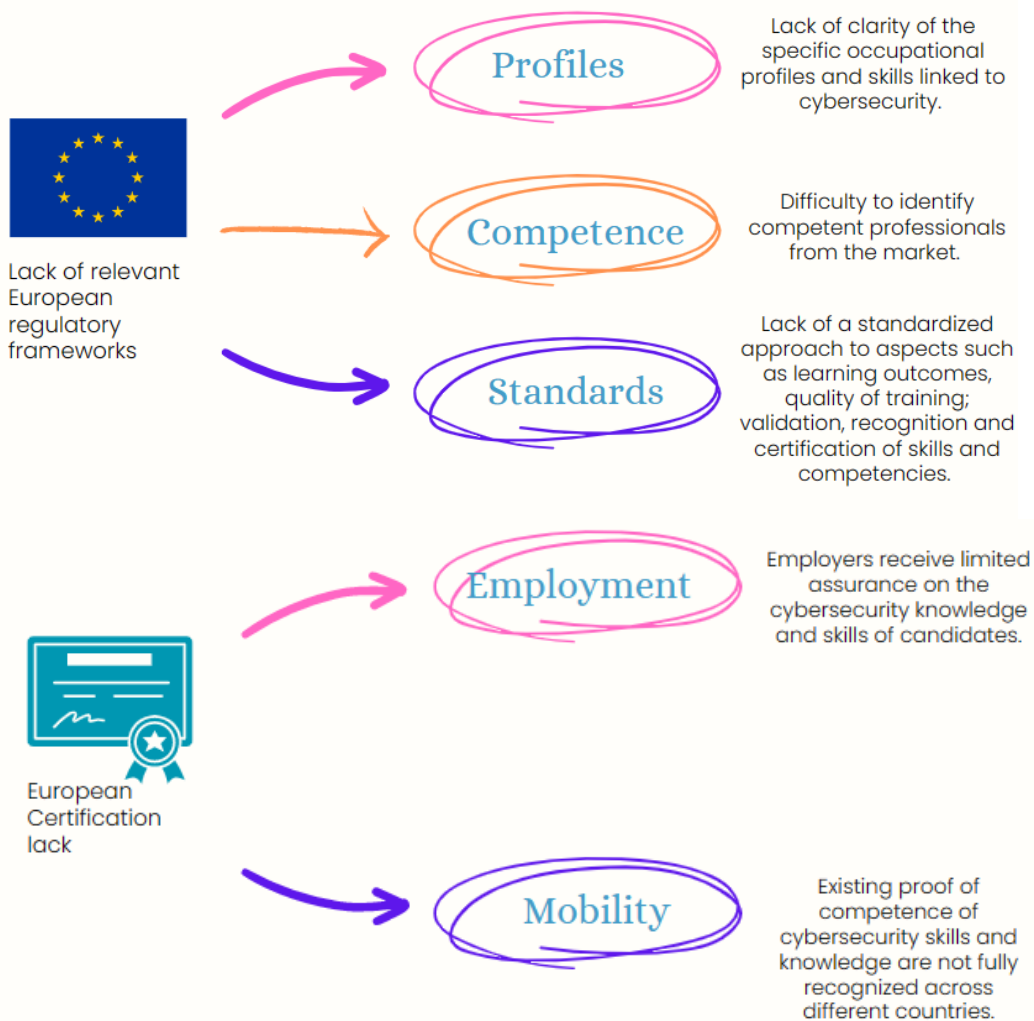 Profiles
Lack of clarity of the
specific occupational
profiles and skills linked to
cybersecurity.
Lack of relevant
European
regulatory
frameworks
Competence
Difficulty to identify
competent professionals
from the market.
Standards
Lack of a standardized
approach to aspects such
as learning outcomes,
quality of training;
validation, recognition and
certification of skills and
competencies.
Employment
Employers receive limited
assurance on the
cybersecurity knowledge
and skills of candidates.
European
Certification
lack
Mobility
Existing proof of
competence of
cybersecurity skills and
knowledge are not fully
recognized across
different countries.